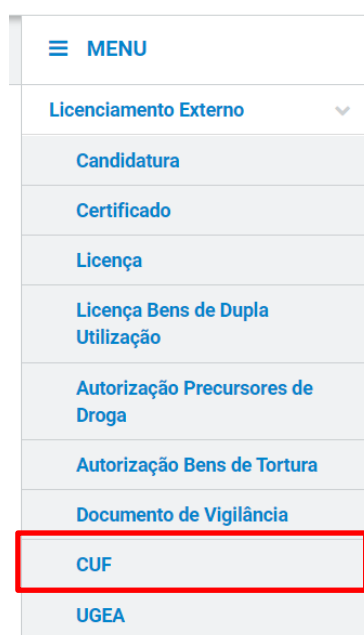 MENU
Licenciamento Externo
Candidatura
Certificado
Licença
Licença Bens de Dupla
Utilização
Autorização Precursores de
Droga
Autorização Bens de Tortura
Documento de Vigilância
CUF
UGEA